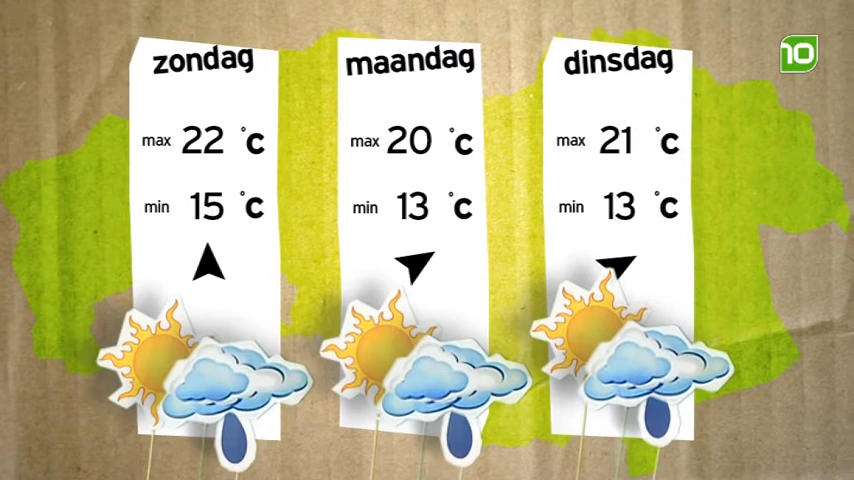 10
zondag
max 22 °C
min 15 °C
maandag
max 20 °C
min 13 °C
dinsdag
max 21 °C
min 13 °C